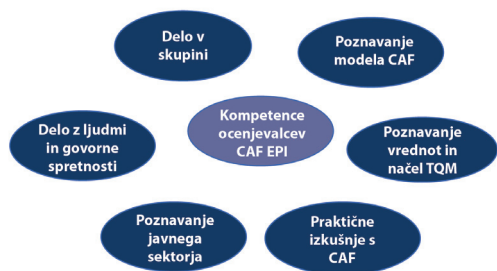 Delo v
skupini
Poznavanje
modela CAF
Kompetence
ocenjevalcev
CAF EPI
Delo z ljudmi
in govorne
spretnosti
Poznavanje
vrednot in
načel TQM
Poznavanje
javnega
sektorja
Praktične
izkušnje s
CAF